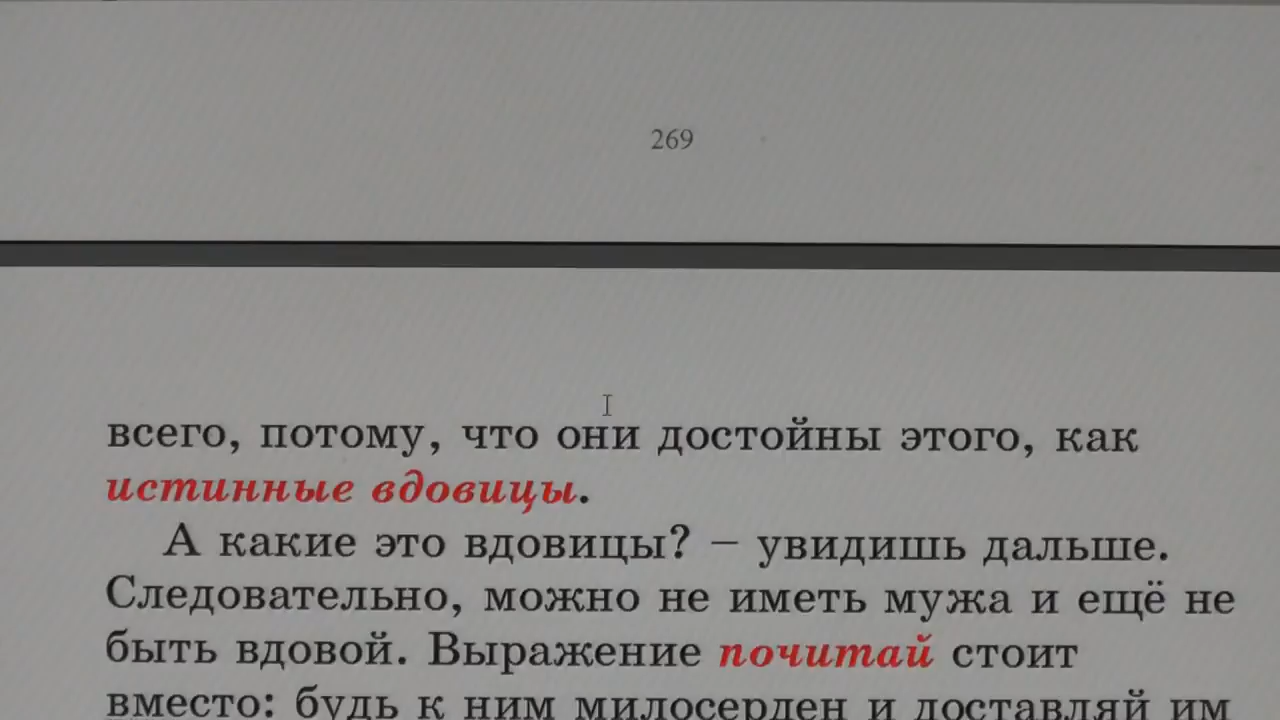 269
всего, потому, что они достойны этого, как
истинные вдовицы.
А какие это вдовицы? – увидишь дальше.
Следовательно, можно не иметь мужа и ещё не
быть вдовой. Выражение почитай стоит
вместо: будь к ним милосерден и доставляй им